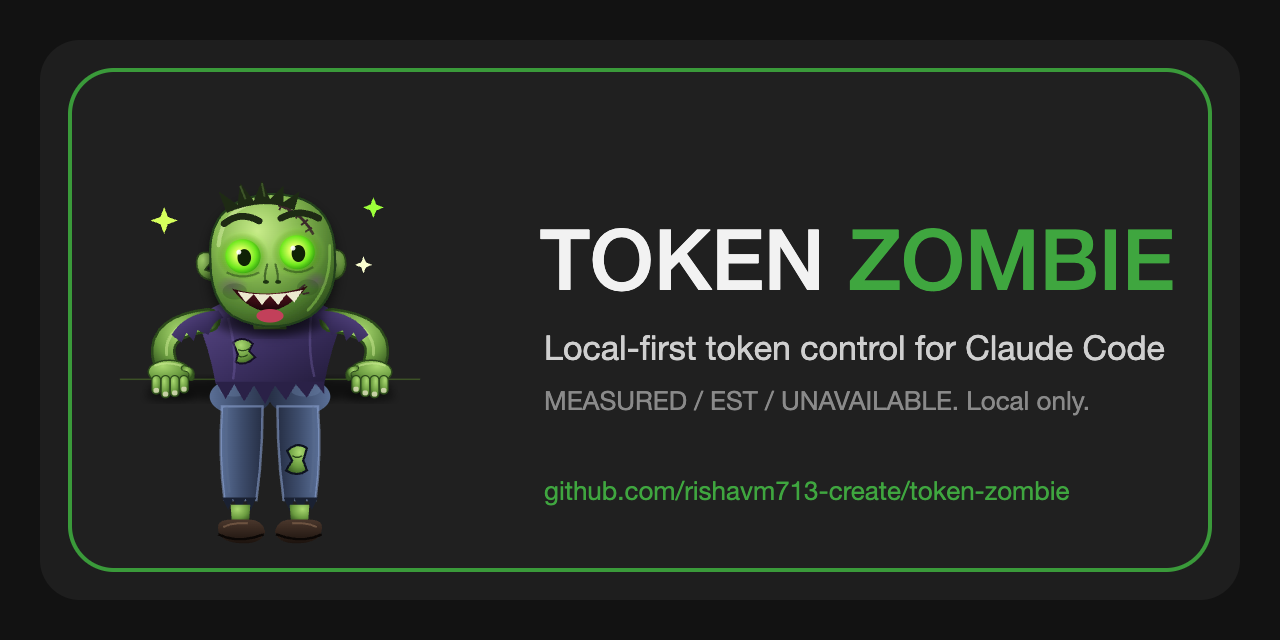 TOKEN ZOMBIE
Local-first token control for Claude Code
MEASURED / EST / UNAVAILABLE. Local only.
github.com/rishavm713-create/token-zombie